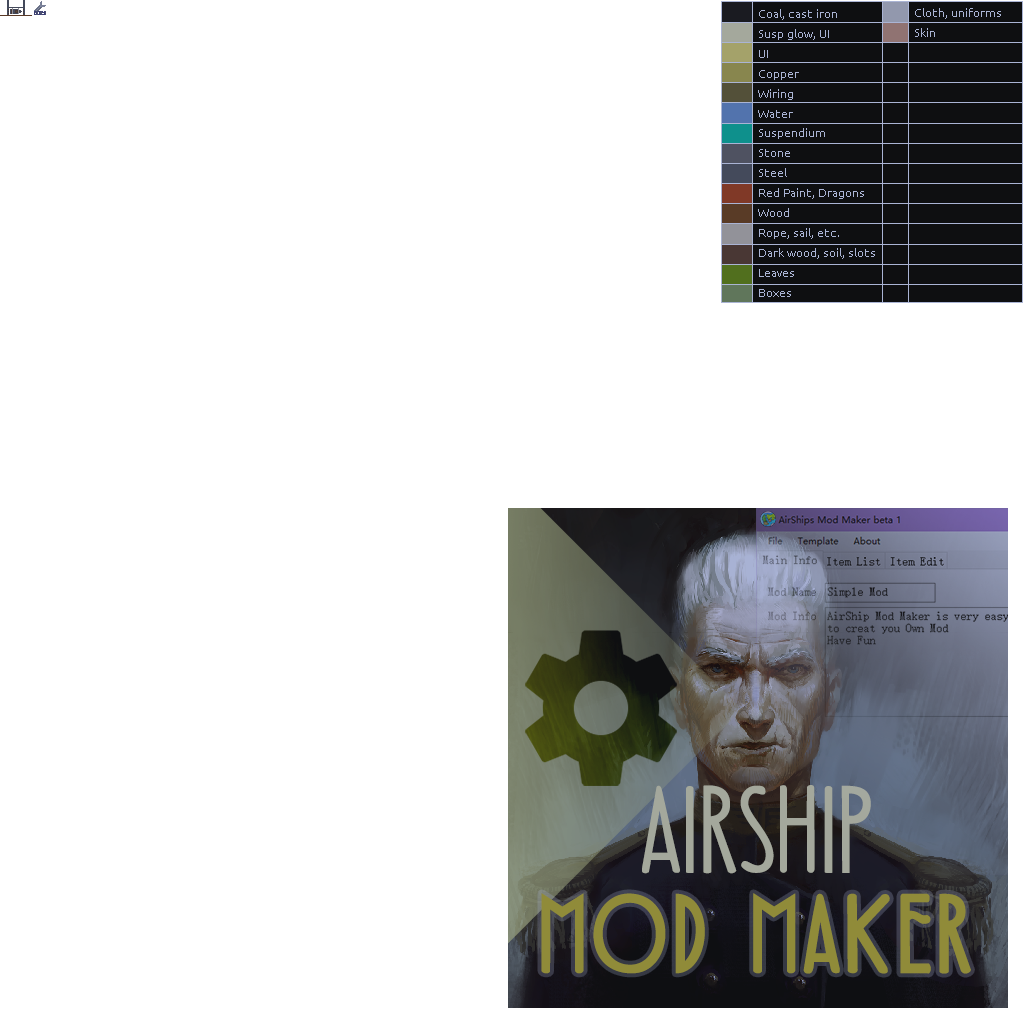 Coal, cast iron
Cloth, uniforms
Susp glow, UI
Skin
UI
Copper
Wiring
Water
Suspendium
Stone
Steel
Red Paint, Dragons
Wood
Rope, sail, etc.
Dark wood, soil, slots
Leaves
Boxes
AirShips Mod Maker beta 1
File Template About
Main Info Item List Item Edit
Mod Name Simple Mod
Mod Info AirShip Mod Maker is very easy
to creat you Own Mod
Have Fun
AIRSHIP
MOD MAKER